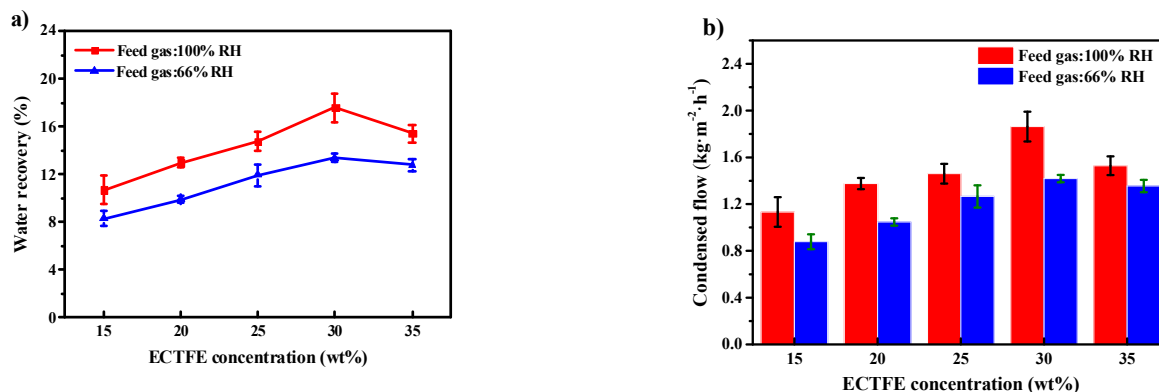 a)
Feed gas:100% RH
Feed gas:66% RH
Water recovery (%)
24
20
16
12
8
4
0
15 20 25 30 35
ECTFE concentration (wt%)
b)
Feed gas:100% RH
Feed gas:66% RH
Condensed flow (kg·m⁻²·h⁻¹)
2.4
2.0
1.6
1.2
0.8
0.4
0.0
15 20 25 30 35
ECTFE concentration (wt%)